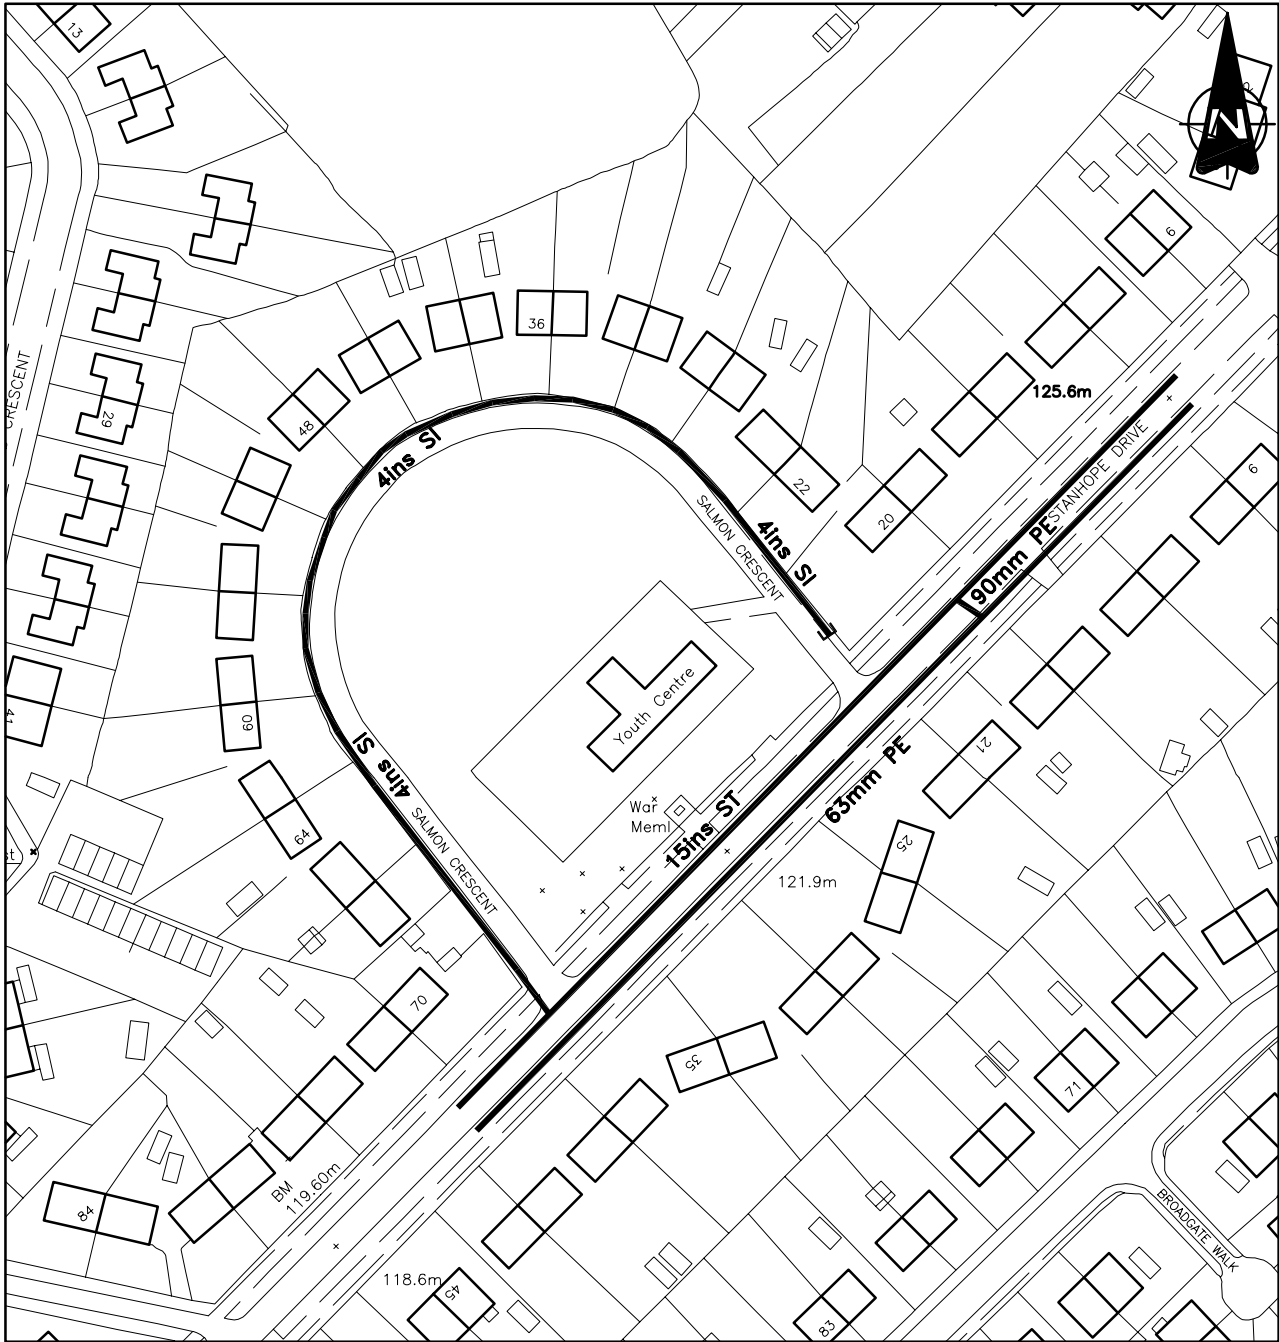 13
N
6
36
CRESCENT
125.6m
29
48
4ins SI
STANHOPE DRIVE
6
22
SALMON CRESCENT
4ins SI
20
90mm PE
41
60
Youth Centre
21
4ins SI
63mm PE
SALMON CRESCENT
War
Meml
15ins ST
64
25
st
121.9m
70
35
71
BM
119.60m
84
BROADGATE WALK
118.6m
45
83